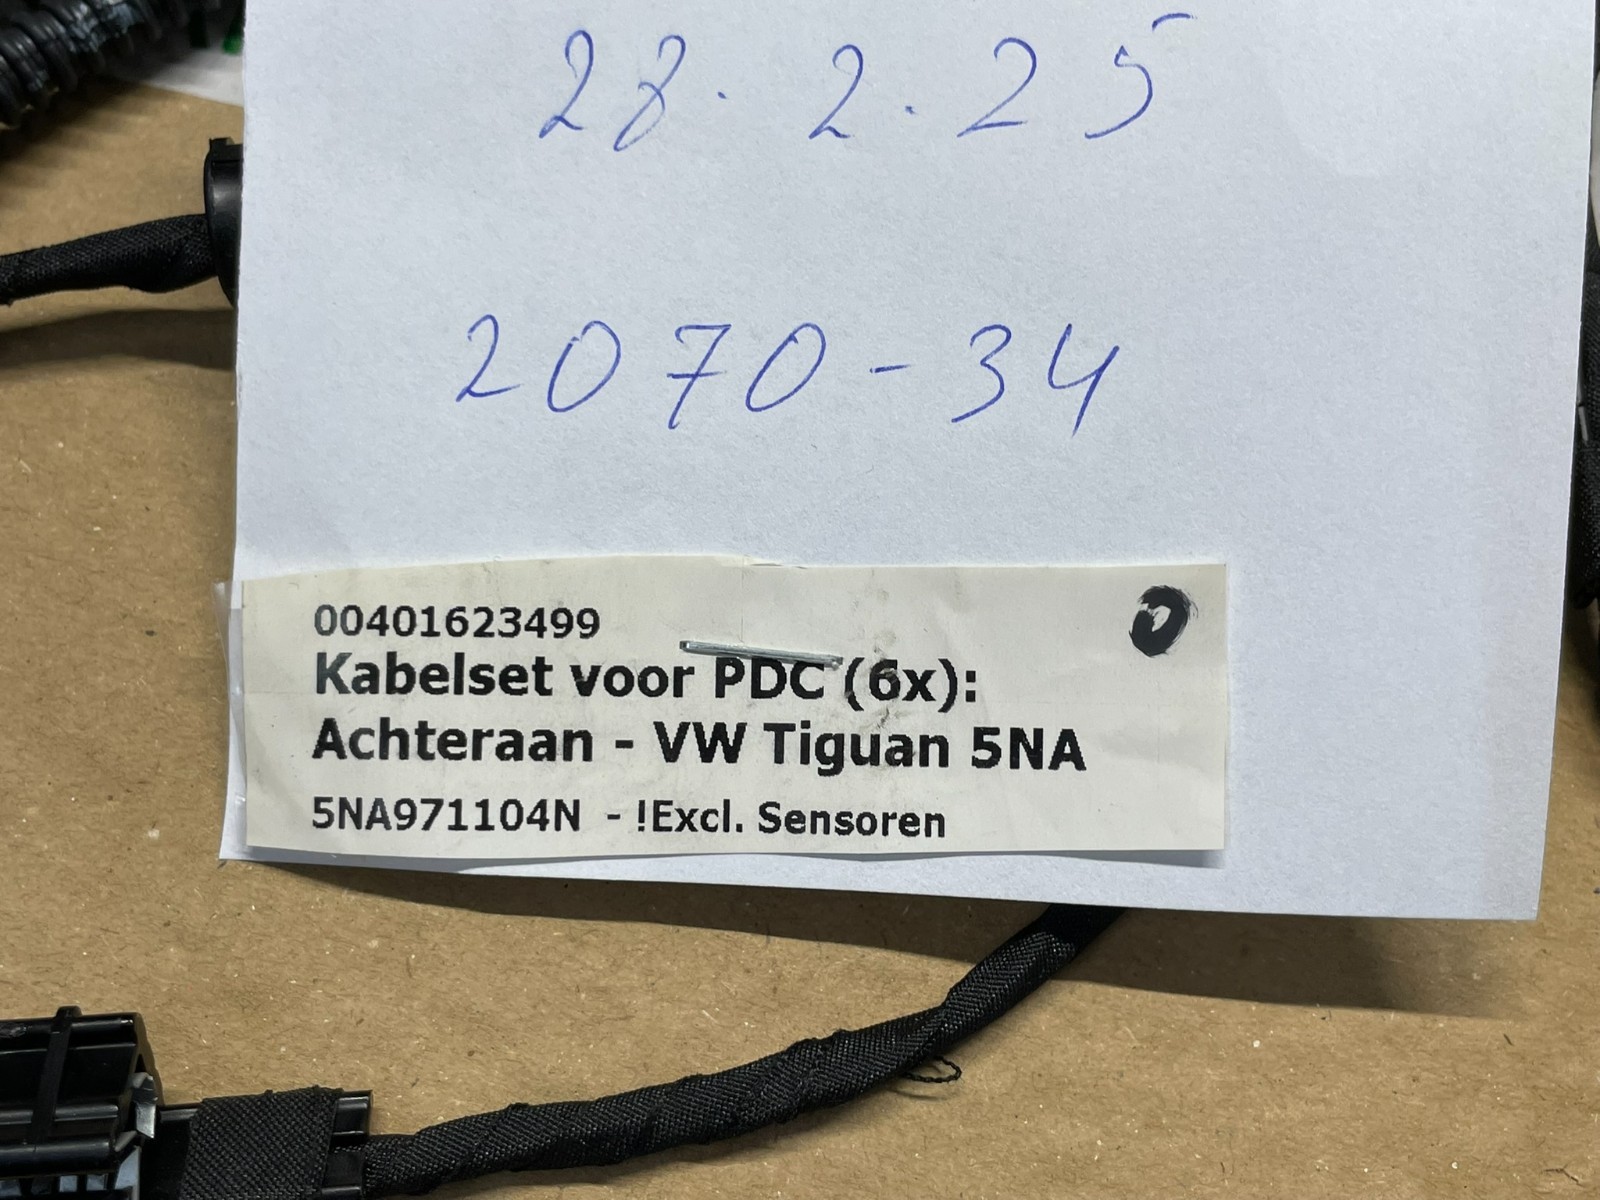 28.2.25
2070-34
00401623499
Kabelset voor PDC (6x):
Achteraan - VW Tiguan 5NA
5NA971104N - !Excl. Sensoren